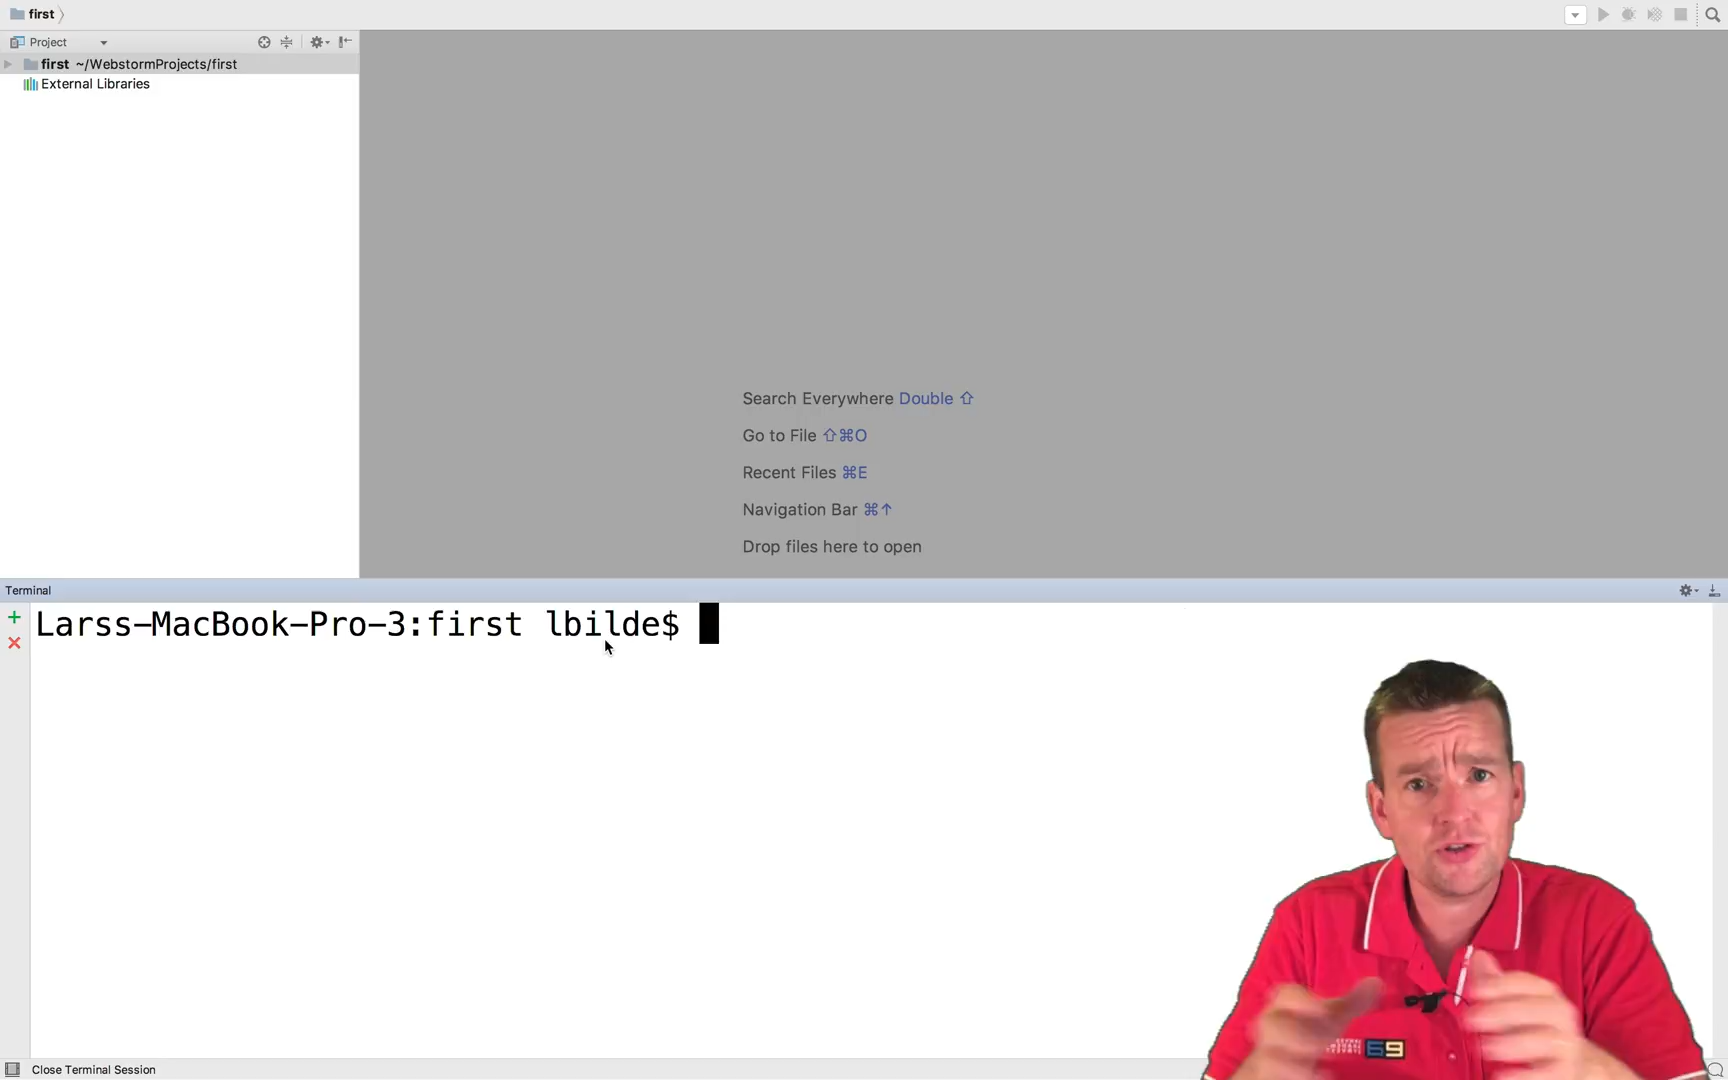 first
Project
first ~/WebstormProjects/first
External Libraries
Search Everywhere Double ⇧
Go to File ⇧⌘O
Recent Files ⌘E
Navigation Bar ⌘↑
Drop files here to open
Terminal
Larss-MacBook-Pro-3:first lbilde$
69
Close Terminal Session